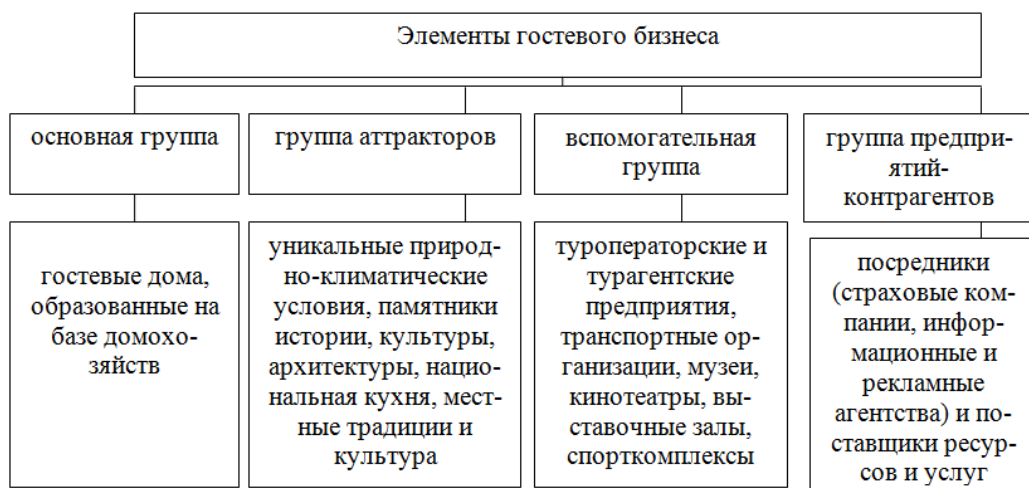 Элементы гостевого бизнеса
основная группа
группа аттракторов
вспомогательная
группа
группа предпри-
ятий-
контрагентов
гостевые дома,
образованные на
базе домохо-
зяйств
уникальные природ-
но-климатические
условия, памятники
истории, культуры,
архитектуры, нацио-
нальная кухня, мест-
ные традиции и
культура
туроператорские и
турагентские
предприятия,
транспортные ор-
ганизации, музеи,
кинотеатры, вы-
ставочные залы,
спорткомплексы
посредники
(страховые ком-
пании, инфор-
мационные и
рекламные
агентства) и по-
ставщики ресур-
сов и услуг